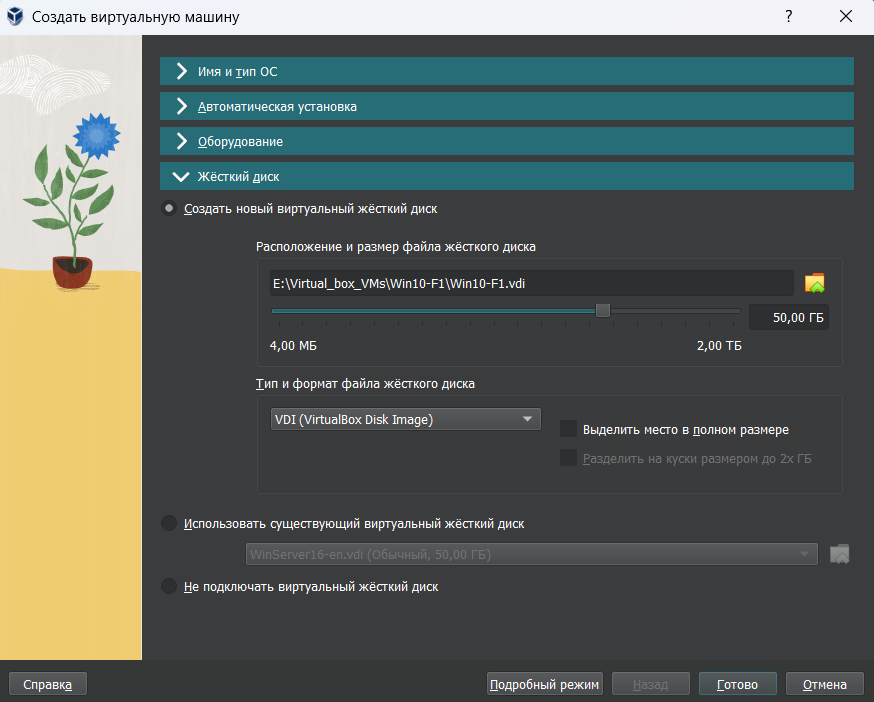 Создать виртуальную машину
?
Имя и тип ОС
Автоматическая установка
Оборудование
Жёсткий диск
Создать новый виртуальный жёсткий диск
Расположение и размер файла жёсткого диска
E:\Virtual_box_VMs\Win10-F1\Win10-F1.vdi
50,00 ГБ
4,00 МБ 2,00 ТБ
Тип и формат файла жёсткого диска
VDI (VirtualBox Disk Image)
Выделить место в полном размере
Разделить на куски размером до 2х ГБ
Использовать существующий виртуальный жёсткий диск
WinServer16-en.vdi (Обычный, 50,00 ГБ)
Не подключать виртуальный жёсткий диск
Справка Подробный режим Назад Готово Отмена